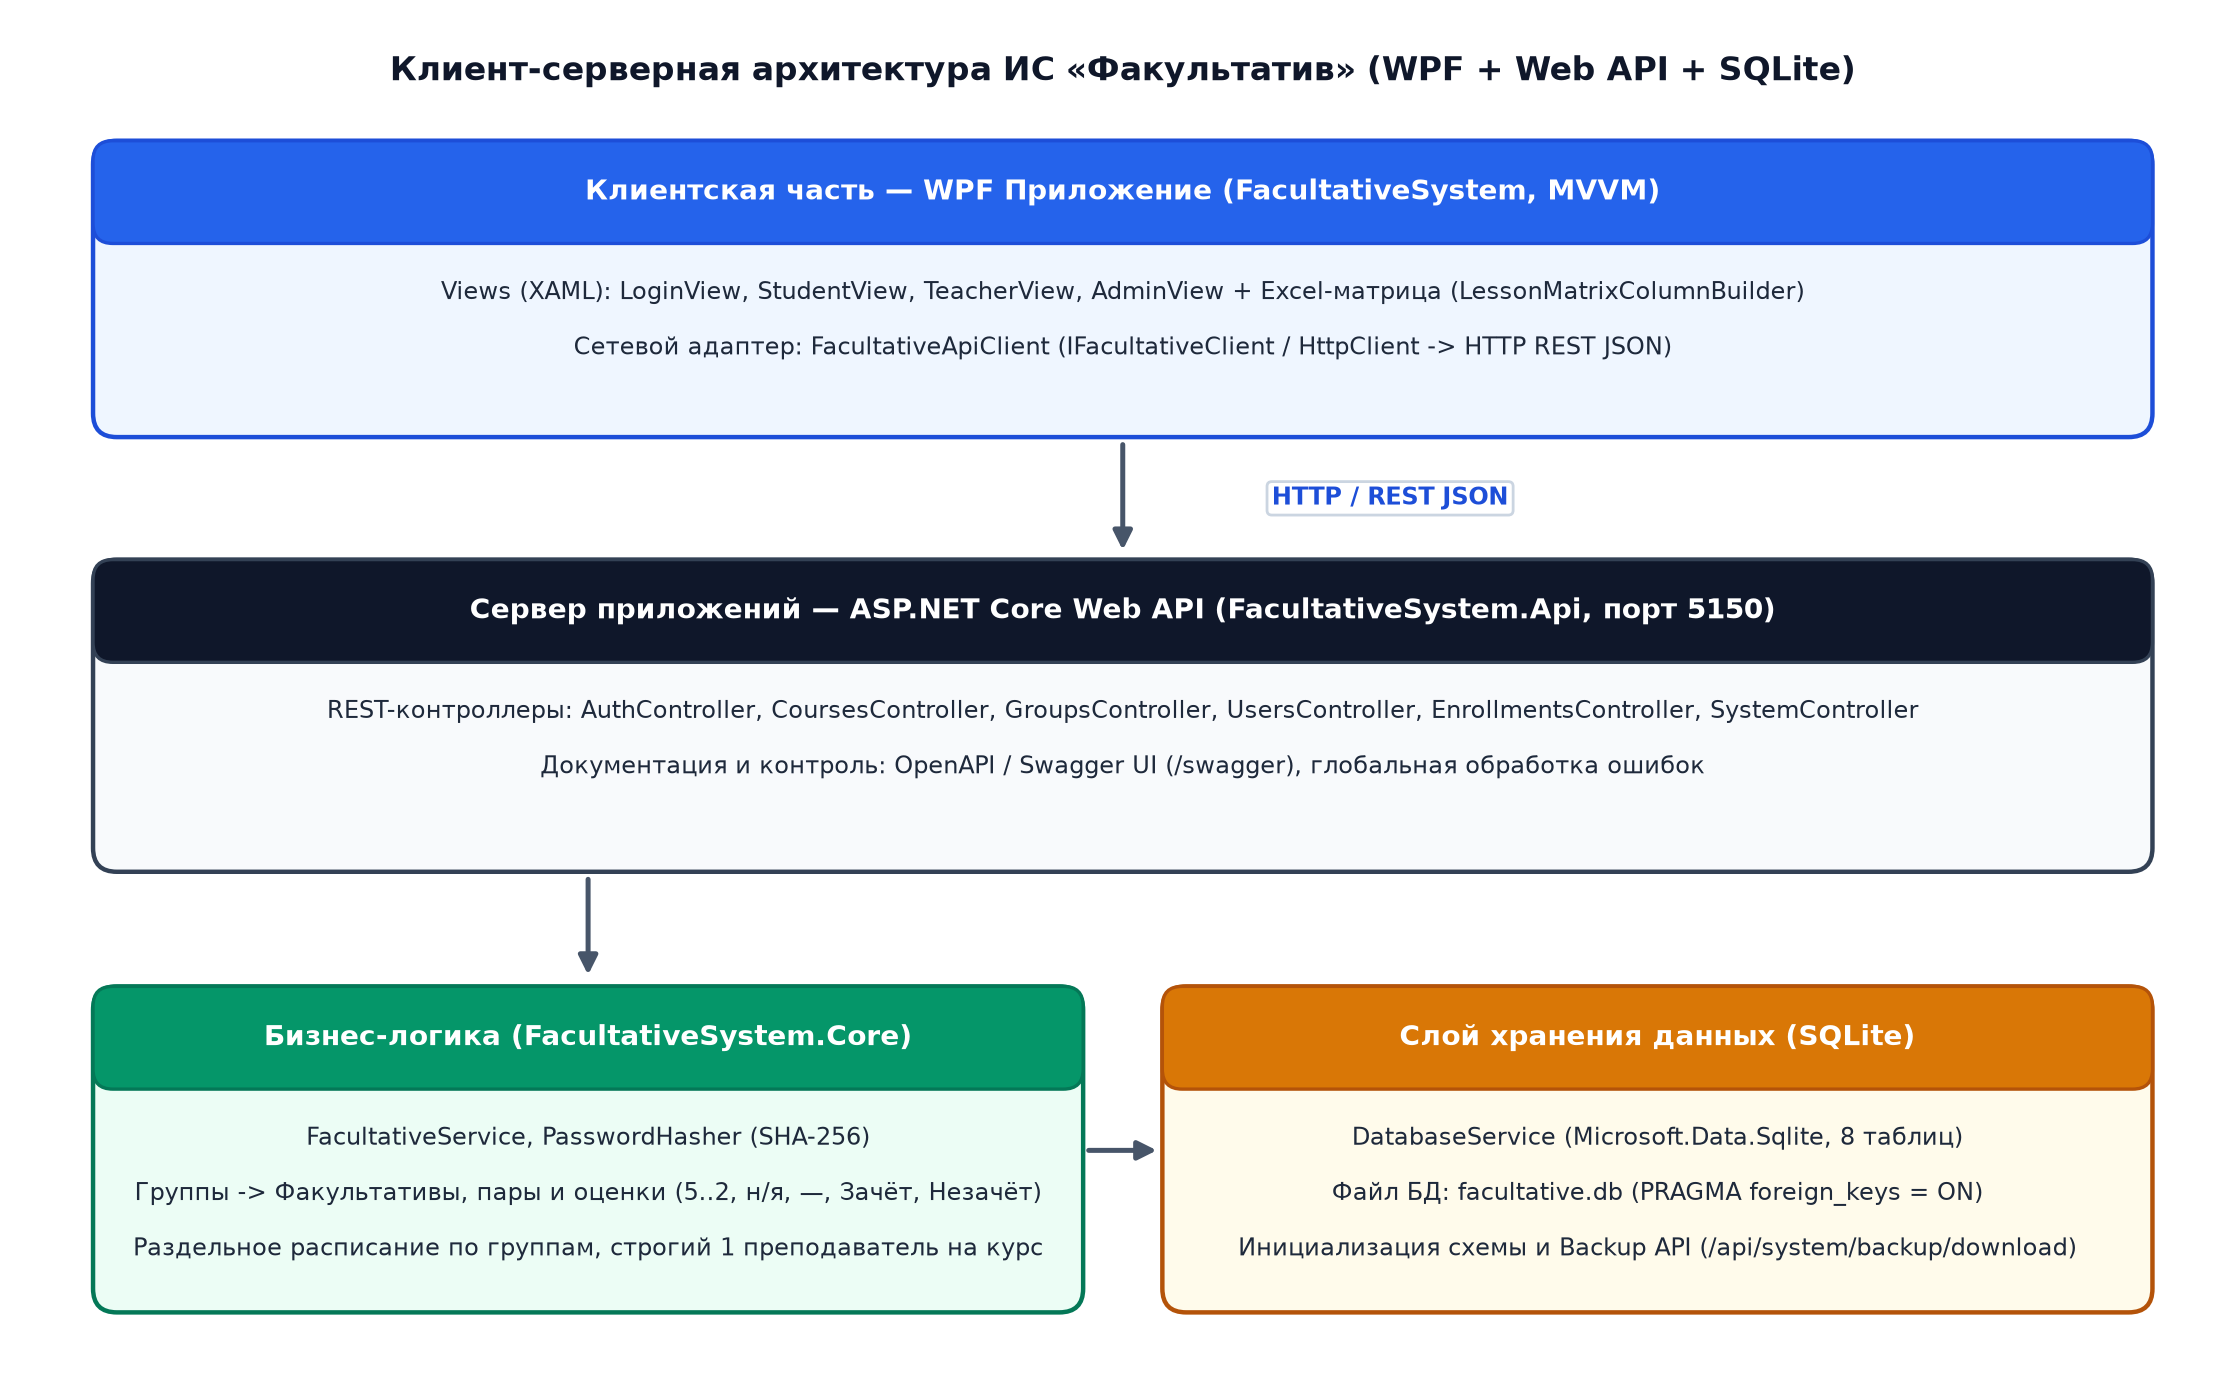 Клиент-серверная архитектура ИС «Факультатив» (WPF + Web API + SQLite)
Клиентская часть — WPF Приложение (FacultativeSystem, MVVM)
Views (XAML): LoginView, StudentView, TeacherView, AdminView + Excel-матрица (LessonMatrixColumnBuilder)
Сетевой адаптер: FacultativeApiClient (IFacultativeClient / HttpClient -> HTTP REST JSON)
HTTP / REST JSON
Сервер приложений — ASP.NET Core Web API (FacultativeSystem.Api, порт 5150)
REST-контроллеры: AuthController, CoursesController, GroupsController, UsersController, EnrollmentsController, SystemController
Документация и контроль: OpenAPI / Swagger UI (/swagger), глобальная обработка ошибок
Бизнес-логика (FacultativeSystem.Core)
FacultativeService, PasswordHasher (SHA-256)
Группы -> Факультативы, пары и оценки (5..2, н/я, —, Зачёт, Незачёт)
Раздельное расписание по группам, строгий 1 преподаватель на курс
Слой хранения данных (SQLite)
DatabaseService (Microsoft.Data.Sqlite, 8 таблиц)
Файл БД: facultative.db (PRAGMA foreign_keys = ON)
Инициализация схемы и Backup API (/api/system/backup/download)